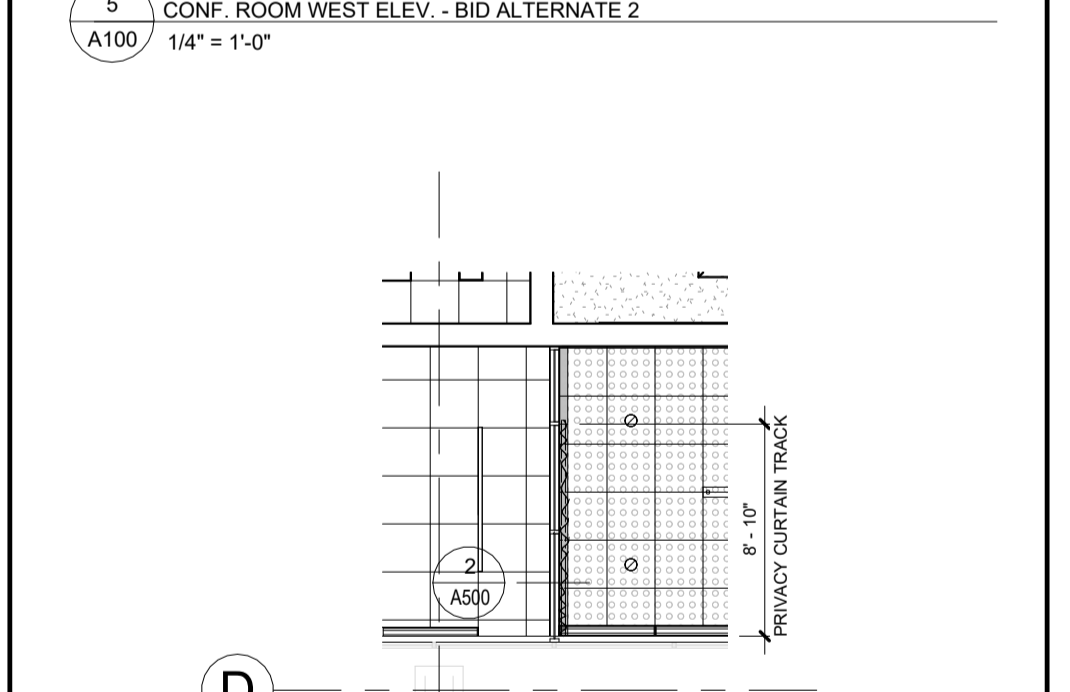 5
CONF. ROOM WEST ELEV. - BID ALTERNATE 2
A100
1/4" = 1'-0"
8' - 10"
PRIVACY CURTAIN TRACK
2
A500
D